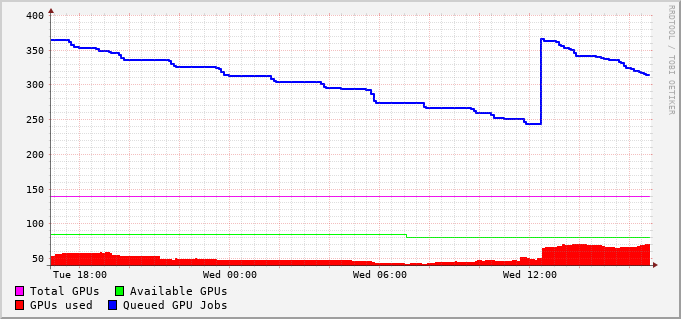 400
350
300
250
200
150
100
50
Tue 18:00 Wed 00:00 Wed 06:00 Wed 12:00
Total GPUs Available GPUs
GPUs used Queued GPU Jobs
RRDTOOL / TOBI OETIKER